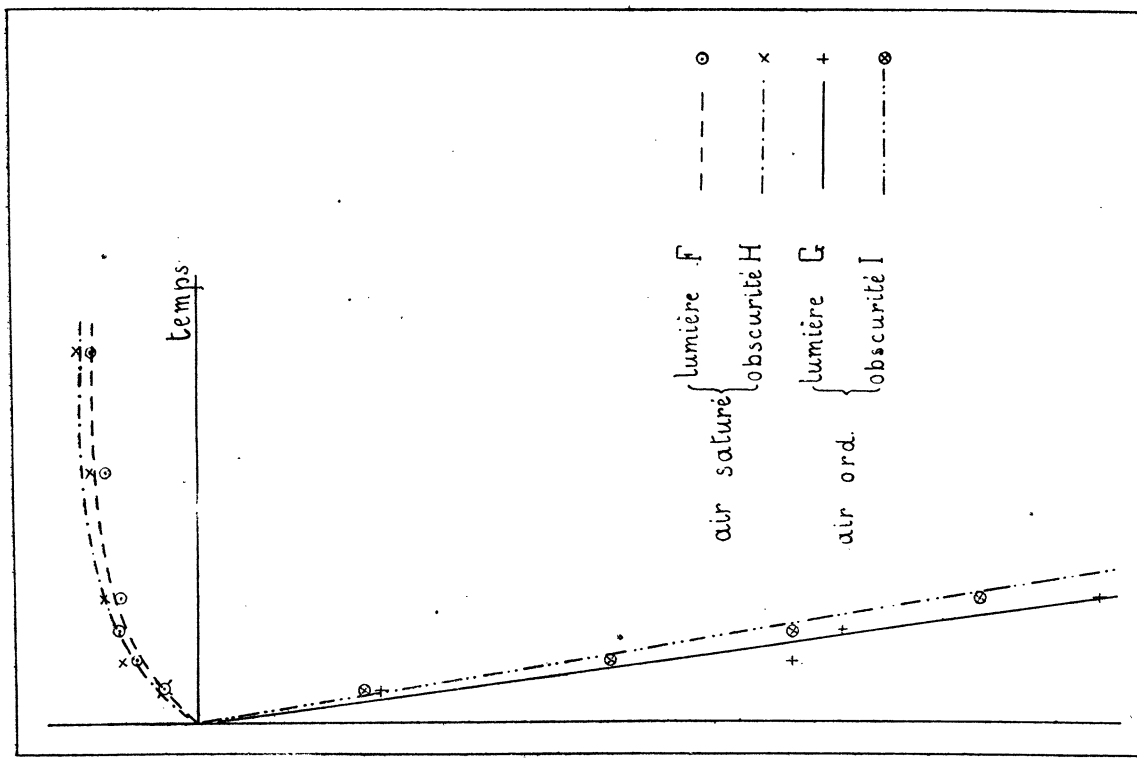 temps
air saturé
lumière F
obscurité H
air ord.
lumière G
obscurité I